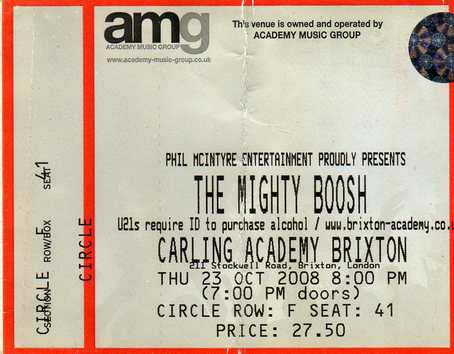 amg
ACADEMY MUSIC GROUP
www.academy-music-group.co.uk
This venue is owned and operated by
ACADEMY MUSIC GROUP
PHIL MCINTYRE ENTERTAINMENT PROUDLY PRESENTS
THE MIGHTY BOOSH
U21s require ID to purchase alcohol / www.brixton-academy.co.u
CARLING ACADEMY BRIXTON
211 Stockwell Road, Brixton, London
THU 23 OCT 2008 8:00 PM
(7:00 PM doors)
CIRCLE ROW: F SEAT: 41
PRICE: 27.50
CIRCLE F 41
SECTION ROW/BOX SEAT
CIRCLE